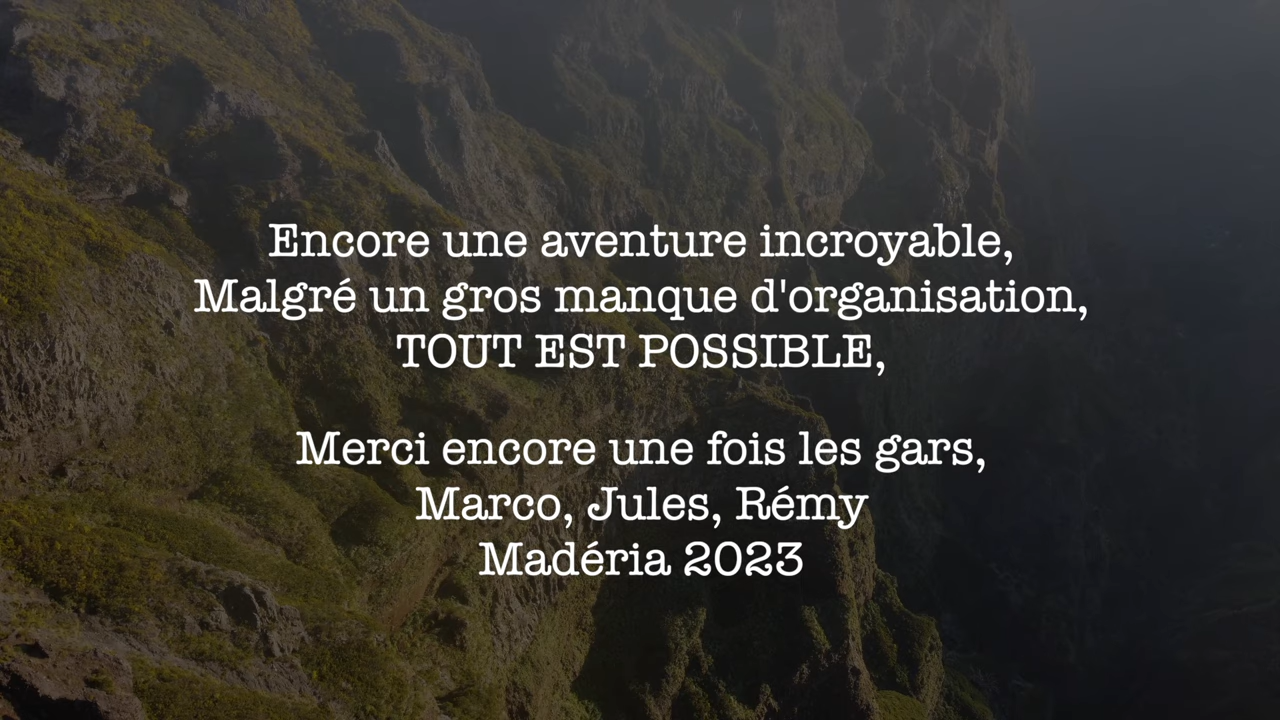 Encore une aventure incroyable,
Malgré un gros manque d'organisation,
TOUT EST POSSIBLE,
Merci encore une fois les gars,
Marco, Jules, Rémy
Madéria 2023